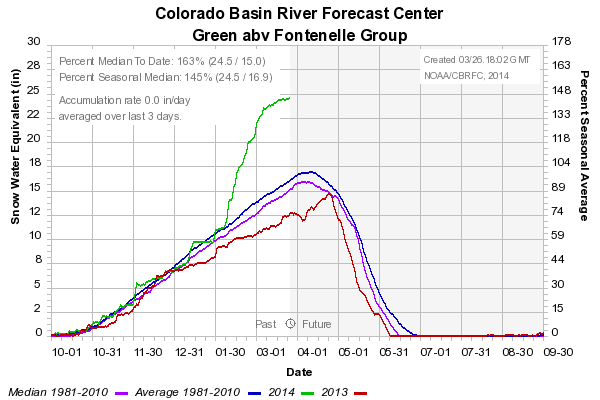 Colorado Basin River Forecast Center
Green abv Fontenelle Group
Percent Median To Date: 163% (24.5 / 15.0)
Percent Seasonal Median: 145% (24.5 / 16.9)
Accumulation rate 0.0 in/day
averaged over last 3 days.
Created 03/26.18:02 GMT
NOAA/CBRFC, 2014
Snow Water Equivalent (in)
30
28
25
22
20
18
15
12
10
8
5
2
0
Percent Seasonal Average
178
163
148
133
118
104
89
74
59
44
30
15
0
Past Future
10-01 10-31 11-30 12-31 01-30 03-01 04-01 05-01 05-31 07-01 07-31 08-30 09-30
Date
Median 1981-2010 Average 1981-2010 2014 2013